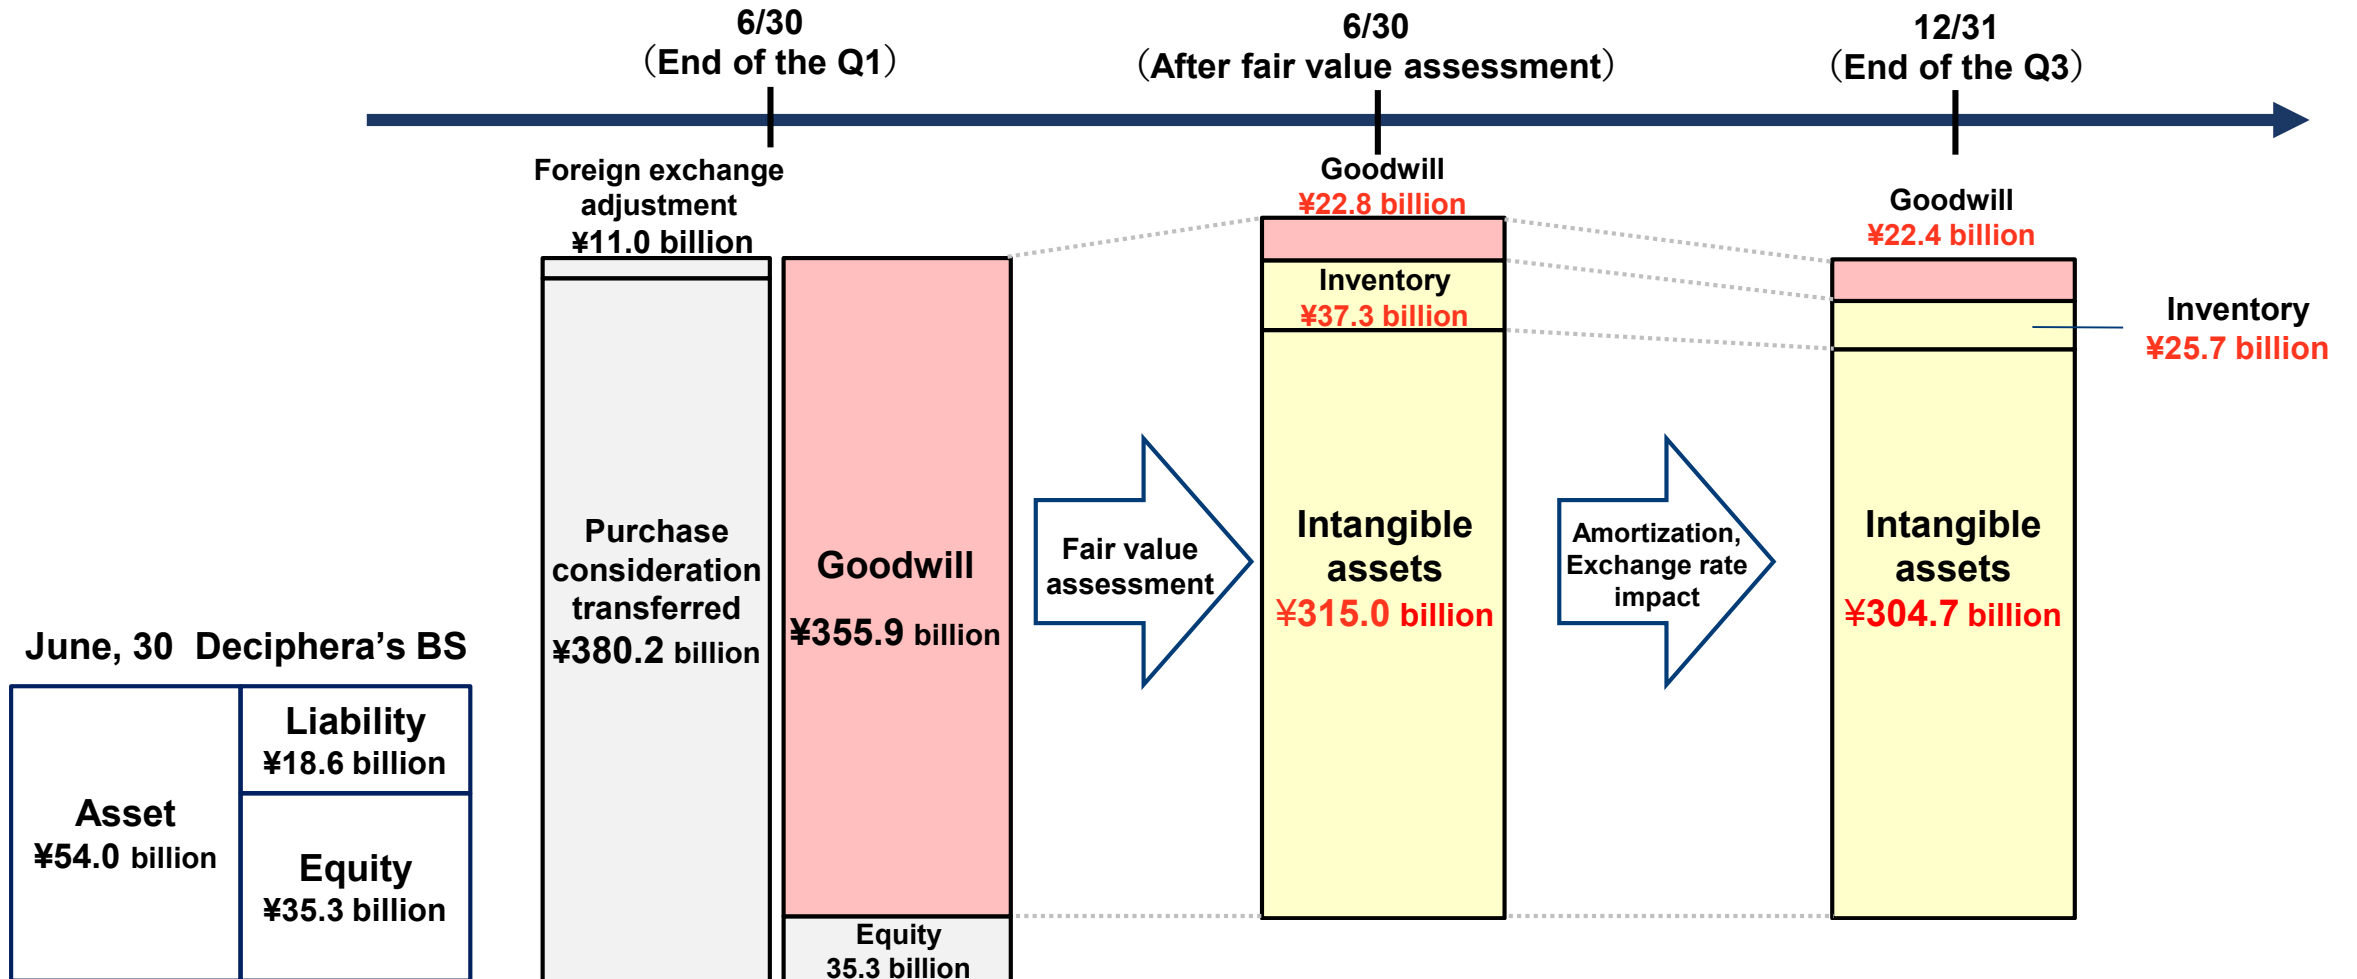 6/30
（End of the Q1）
6/30
（After fair value assessment）
12/31
（End of the Q3）
Foreign exchange
adjustment
¥11.0 billion
Purchase
consideration
transferred
¥380.2 billion
Goodwill
¥355.9 billion
Equity
35.3 billion
Fair value
assessment
Goodwill
¥22.8 billion
Inventory
¥37.3 billion
Intangible
assets
¥315.0 billion
Amortization,
Exchange rate
impact
Goodwill
¥22.4 billion
Inventory
¥25.7 billion
Intangible
assets
¥304.7 billion
June, 30 Deciphera’s BS
Asset
¥54.0 billion
Liability
¥18.6 billion
Equity
¥35.3 billion